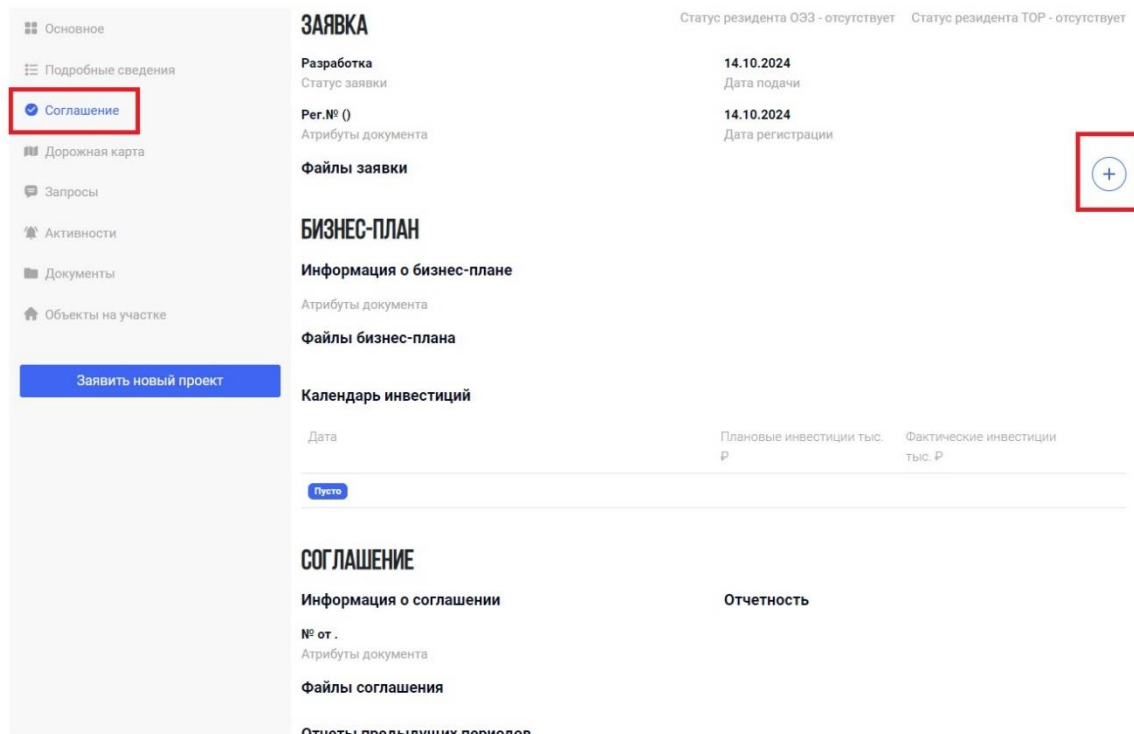 Основное
Подробные сведения
Соглашение
Дорожная карта
Запросы
Активности
Документы
Объекты на участке
Заявить новый проект
ЗАЯВКА
Статус резидента ОЭЗ - отсутствует Статус резидента ТОР - отсутствует
Разработка
Статус заявки
14.10.2024
Дата подачи
Рег.№ ()
Атрибуты документа
14.10.2024
Дата регистрации
Файлы заявки
БИЗНЕС-ПЛАН
Информация о бизнес-плане
Атрибуты документа
Файлы бизнес-плана
Календарь инвестиций
Дата
Плановые инвестиции тыс.
₽
Фактические инвестиции
тыс. ₽
Пусто
СОГЛАШЕНИЕ
Информация о соглашении
Отчетность
№ от .
Атрибуты документа
Файлы соглашения
Отчеты предыдущих периодов